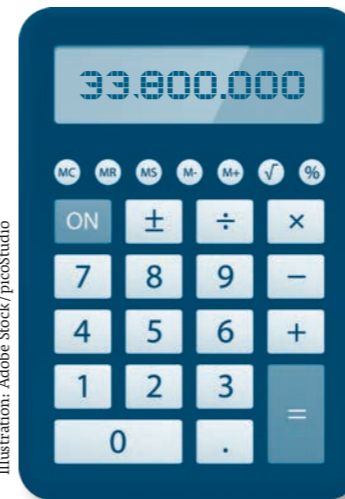 33.800.000
MC MR MS M- M+ √ %
ON ± ÷ ×
7 8 9 −
4 5 6 +
1 2 3 =
0 .
Illustration: Adobe Stock / picoStudio